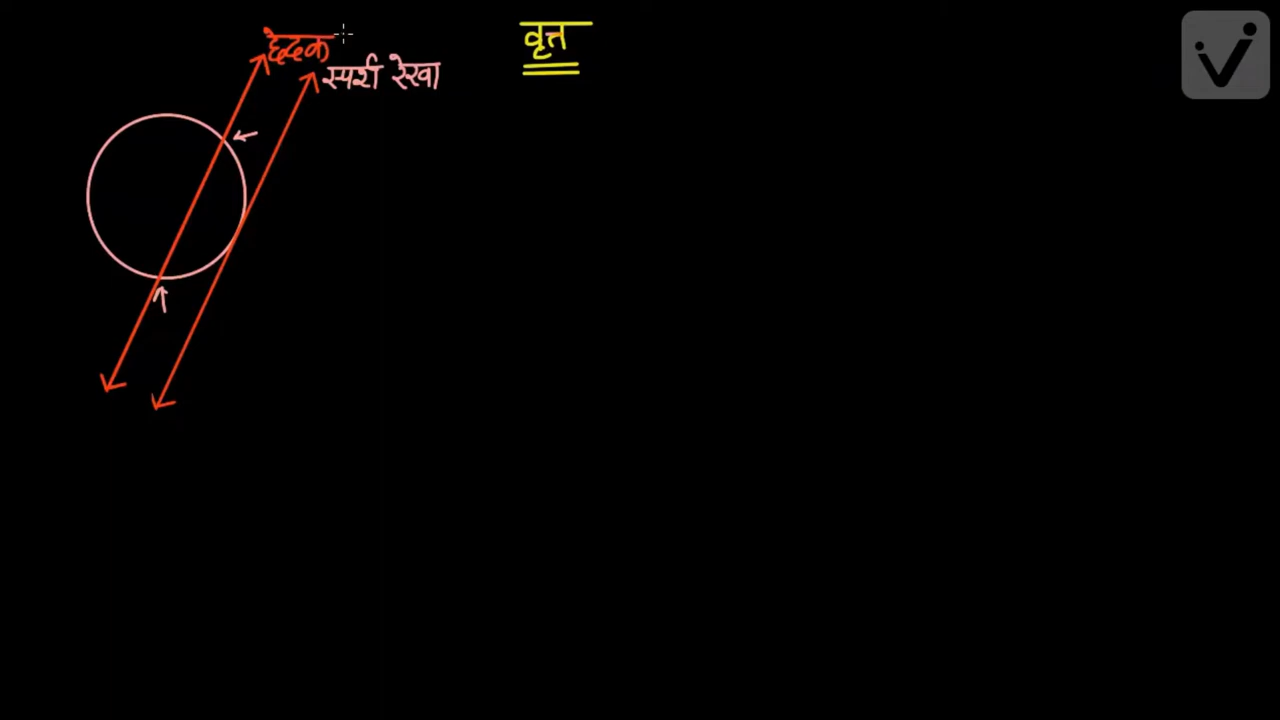 वृत्त
छेदक
स्पर्श रेखा